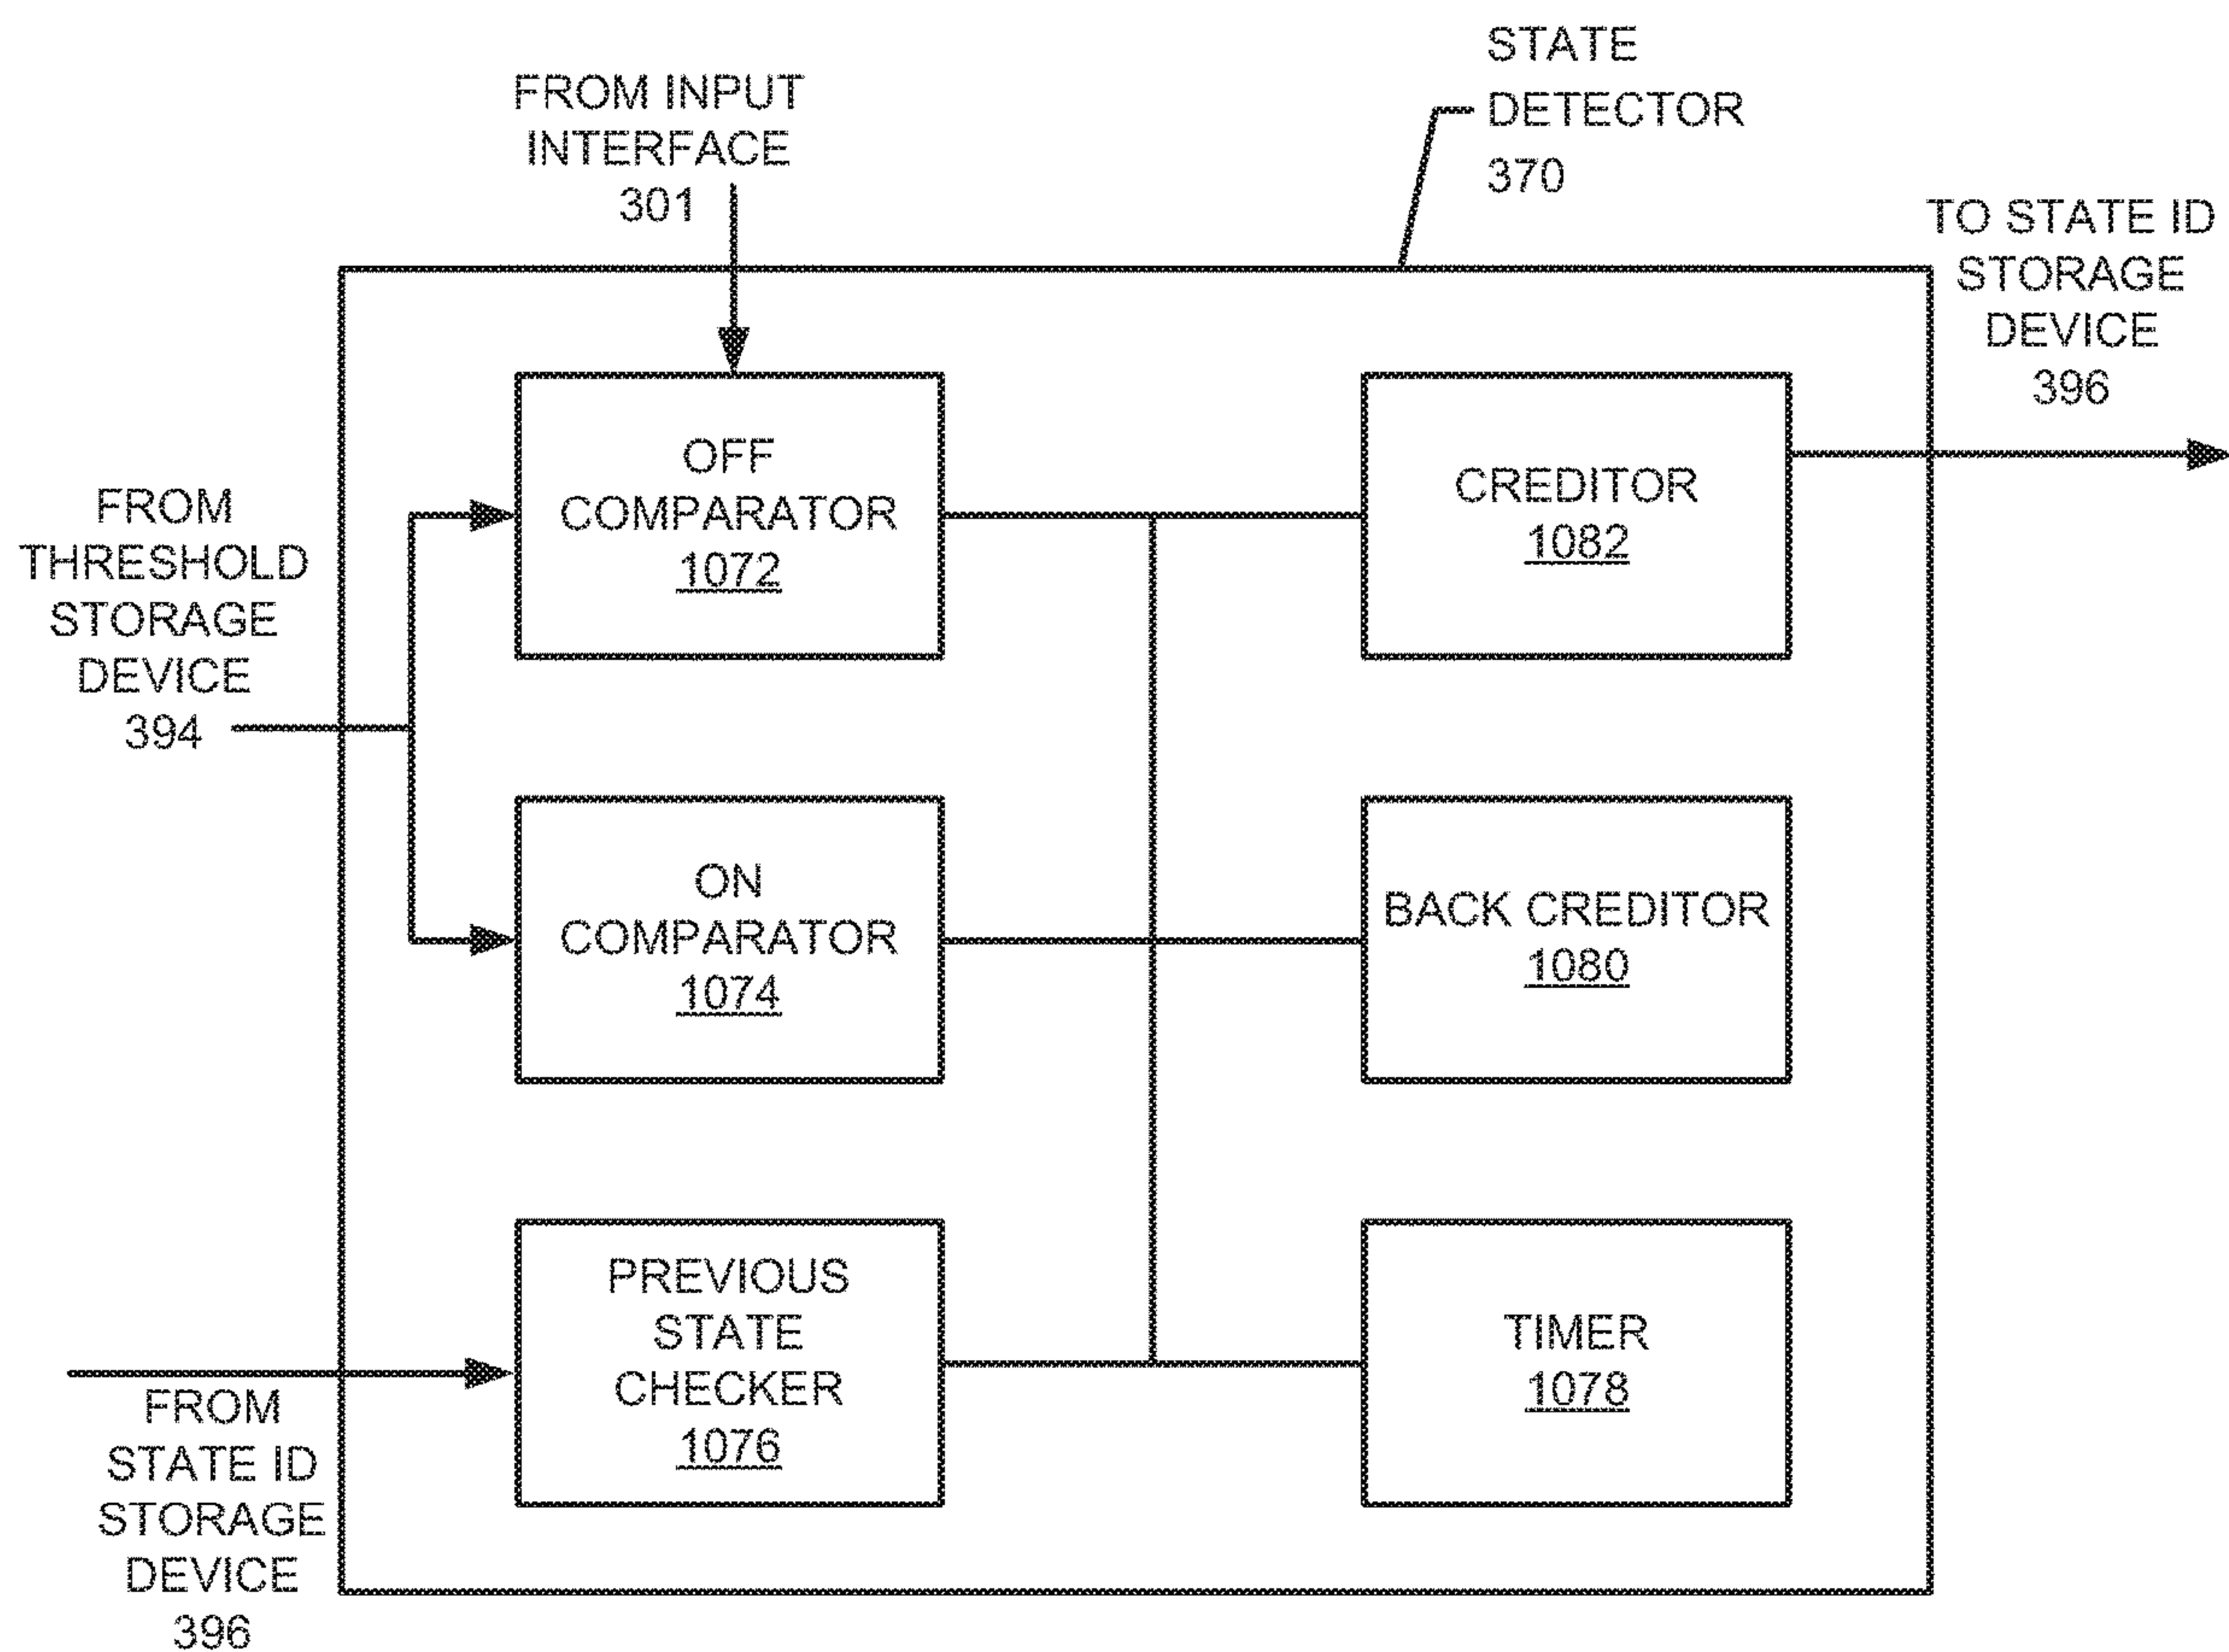 STATE
DETECTOR
370
FROM INPUT
INTERFACE
301
TO STATE ID
STORAGE
DEVICE
396
OFF
COMPARATOR
1072
CREDITOR
1082
FROM
THRESHOLD
STORAGE
DEVICE
394
ON
COMPARATOR
1074
BACK CREDITOR
1080
PREVIOUS
STATE
CHECKER
1076
TIMER
1078
FROM
STATE ID
STORAGE
DEVICE
396